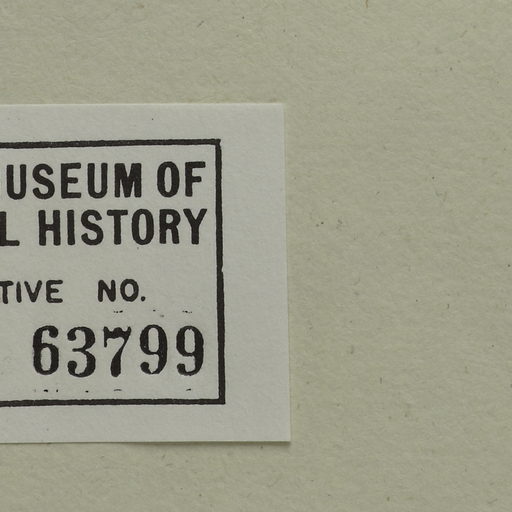 USEUM OF
L HISTORY
TIVE NO.
63799